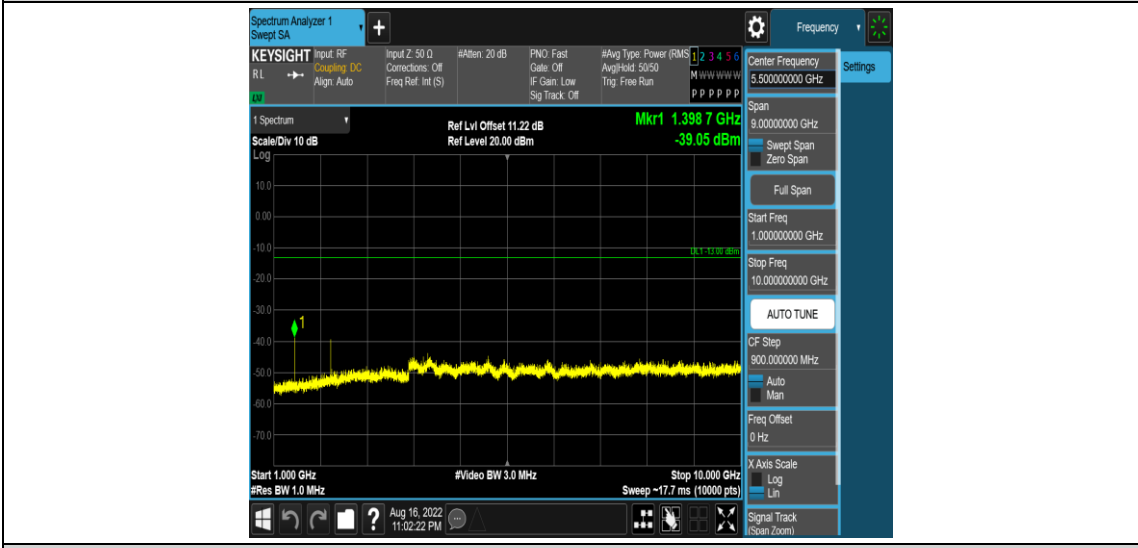 Spectrum Analyzer 1
Swept SA
+
Frequency
KEYSIGHT
RL
LXI
Input: RF
Coupling: DC
Align: Auto
Input Z: 50 Ω
Corrections: Off
Freq Ref: Int (S)
#Atten: 20 dB
PNO: Fast
Gate: Off
IF Gain: Low
Sig Track: Off
#Avg Type: Power (RMS
Avg|Hold: 50/50
Trig: Free Run
1 2 3 4 5 6
M W W W W W
P P P P P P
1 Spectrum
Scale/Div 10 dB
Log
Ref Lvl Offset 11.22 dB
Ref Level 20.00 dBm
Mkr1 1.398 7 GHz
-39.05 dBm
10.0
0.00
-10.0
DL1 -13.00 dBm
-20.0
-30.0
1
-40.0
-50.0
-60.0
-70.0
Start 1.000 GHz
#Video BW 3.0 MHz
Stop 10.000 GHz
#Res BW 1.0 MHz
Sweep ~17.7 ms (10000 pts)
?
Aug 16, 2022
11:02:22 PM
Center Frequency
5.500000000 GHz
Settings
Span
9.00000000 GHz
Swept Span
Zero Span
Full Span
Start Freq
1.000000000 GHz
Stop Freq
10.000000000 GHz
AUTO TUNE
CF Step
900.000000 MHz
Auto
Man
Freq Offset
0 Hz
X Axis Scale
Log
Lin
Signal Track
(Span Zoom)